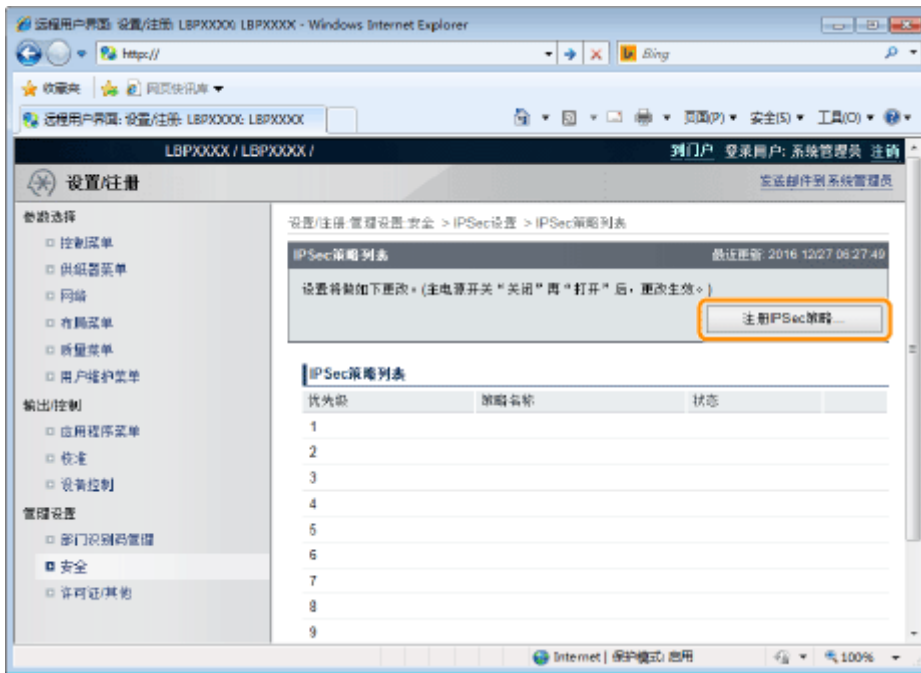 远程用户界面: 设置/注册: LBPXXXX: LBPXXXX - Windows Internet Explorer
https://
Bing
收藏夹 网页快讯库
远程用户界面: 设置/注册: LBPXXXX: LBPXXXX
页面(P) 安全(S) 工具(O)
LBPXXXX / LBPXXXX /
到门户 登录用户: 系统管理员 注销
设置/注册
发送邮件到系统管理员
参数选择
控制菜单
供纸器菜单
网络
布局菜单
质量菜单
用户维护菜单
输出/控制
应用程序菜单
校准
设备控制
管理设置
部门识别码管理
安全
许可证/其他
设置/注册:管理设置:安全 > IPSec设置 > IPSec策略列表
IPSec策略列表
最近更新: 2016 12/27 06:27:49
设置将做如下更改。(主电源开关“关闭”再“打开”后，更改生效。)
注册IPSec策略...
IPSec策略列表
优先级 策略名称 状态
1
2
3
4
5
6
7
8
9
Internet | 保护模式: 启用
100%